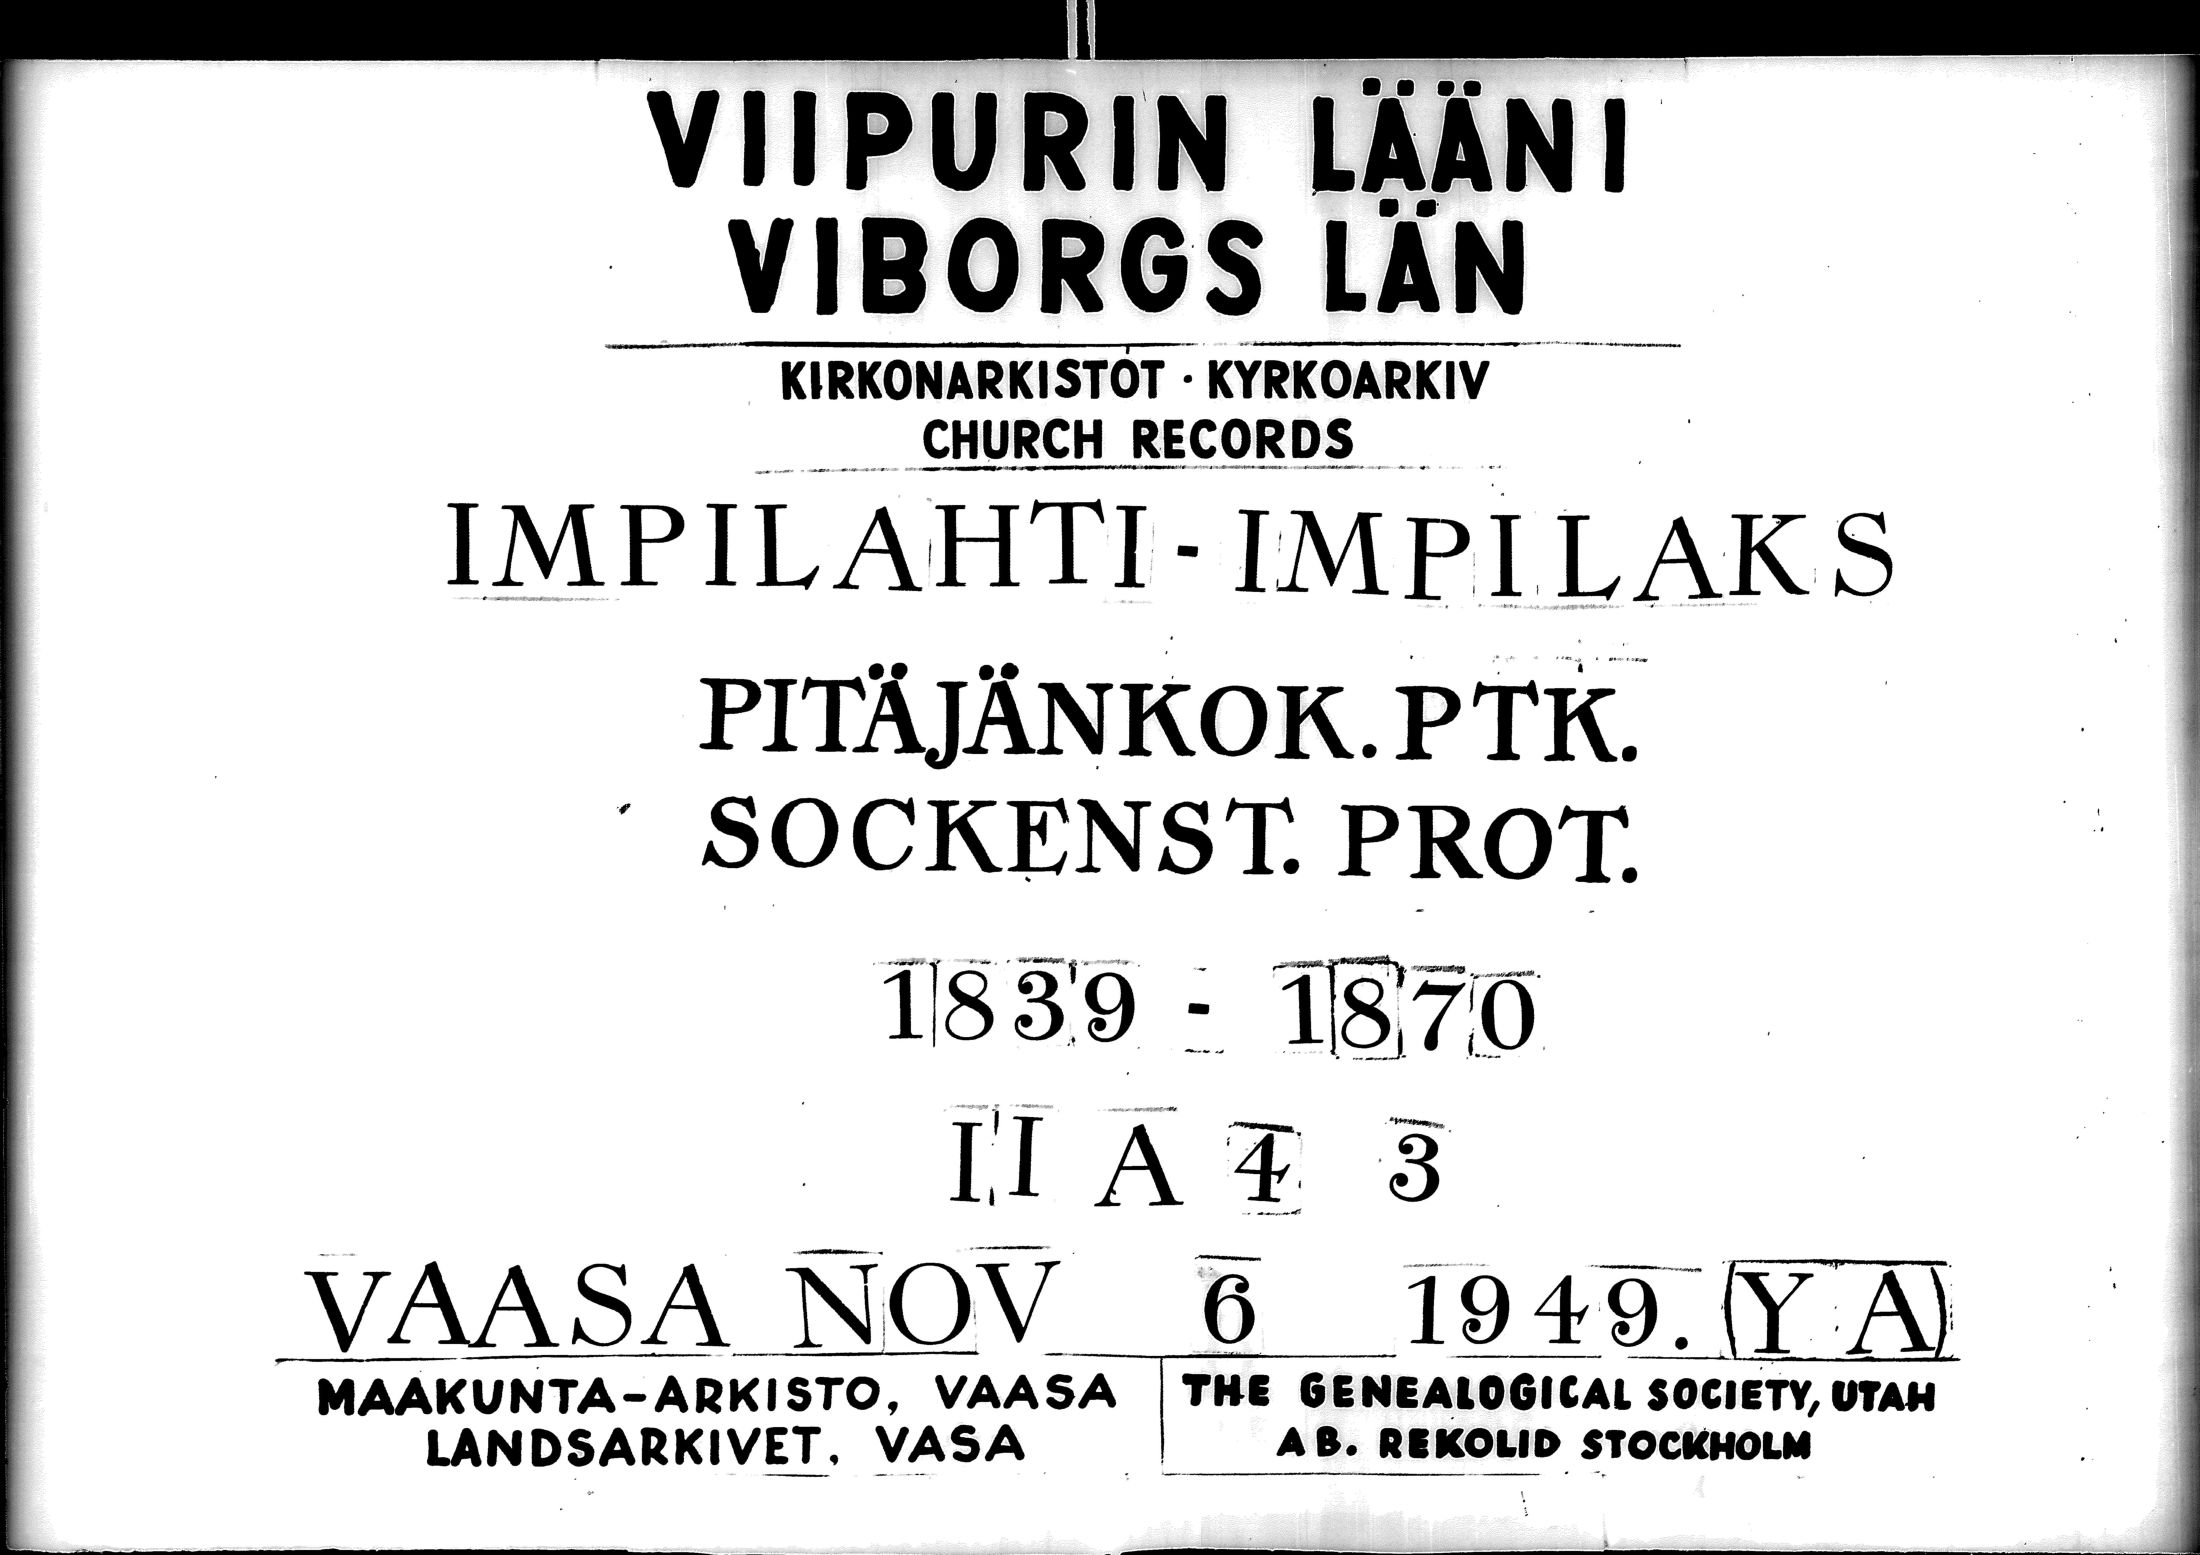 VIIPURIN LÄÄNI
VIBORGS LÄN
KIRKONARKISTOT · KYRKOARKIV
CHURCH RECORDS
IMPILAHTI - IMPILAKS
PITÄJÄNKOK. PTK.
SOCKENST. PROT.
1839 - 1870
II A 4 3
VAASA NOV 6 1949. (Y A)
MAAKUNTA-ARKISTO, VAASA
LANDSARKIVET, VASA
THE GENEALOGICAL SOCIETY, UTAH
AB. REKOLID STOCKHOLM